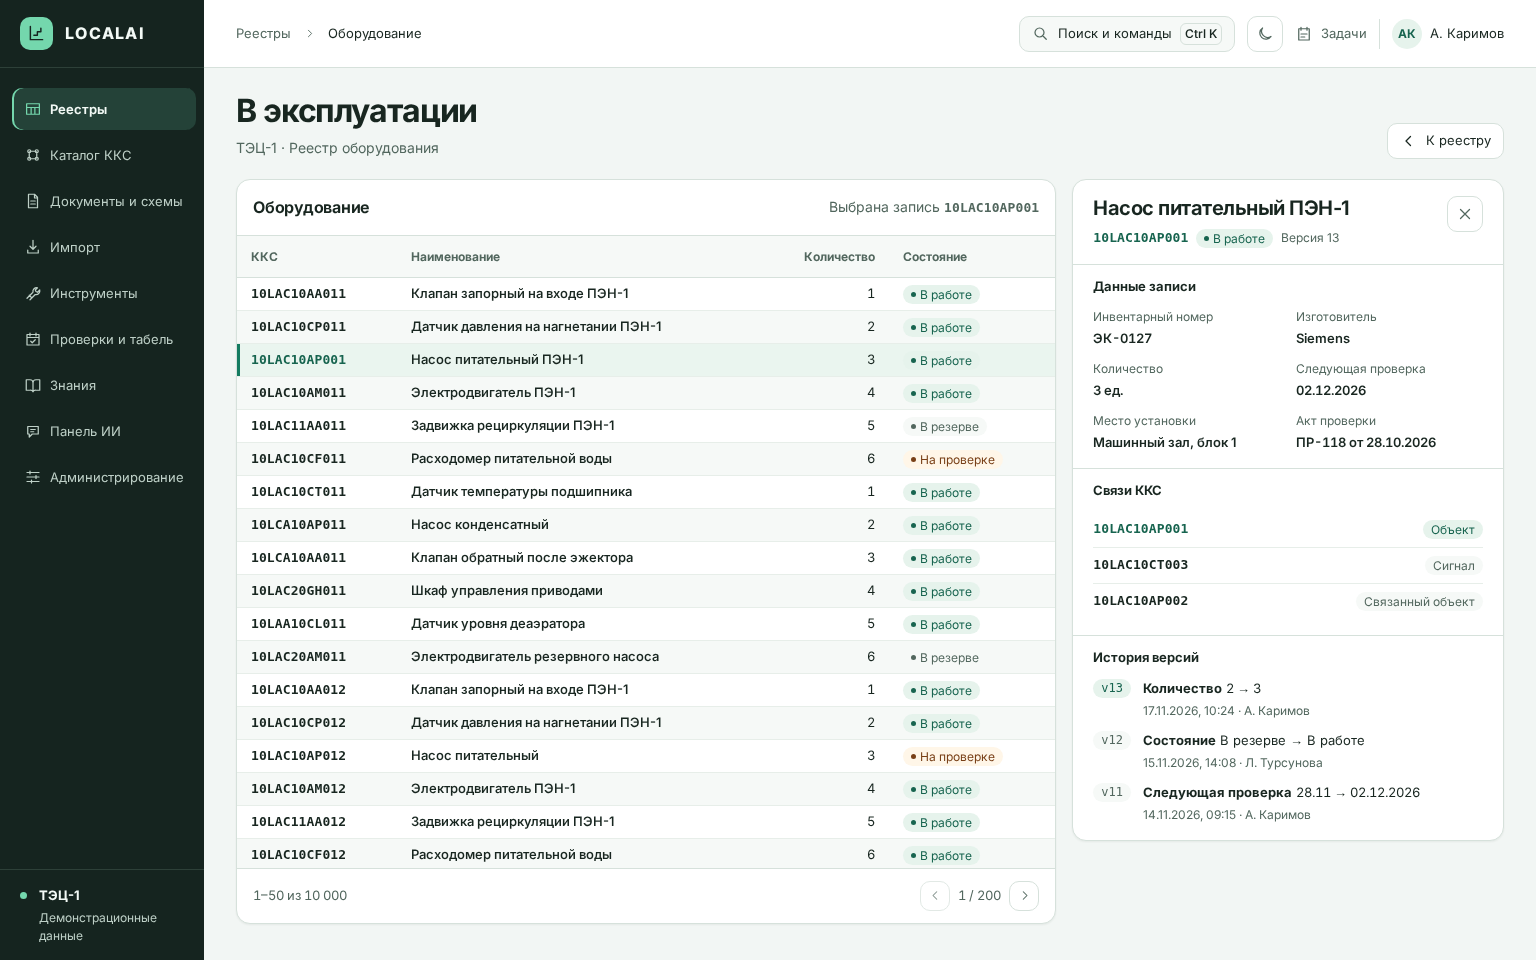 LOCALAI
Реестры
Каталог ККС
Документы и схемы
Импорт
Инструменты
Проверки и табель
Знания
Панель ИИ
Администрирование
ТЭЦ-1
Демонстрационные
данные
Реестры > Оборудование
Поиск и команды Ctrl K
Задачи
АК А. Каримов
В эксплуатации
ТЭЦ-1 · Реестр оборудования
К реестру
Оборудование Выбрана запись 10LAC10AP001
ККС Наименование Количество Состояние
10LAC10AA011 Клапан запорный на входе ПЭН-1 1 В работе
10LAC10CP011 Датчик давления на нагнетании ПЭН-1 2 В работе
10LAC10AP001 Насос питательный ПЭН-1 3 В работе
10LAC10AM011 Электродвигатель ПЭН-1 4 В работе
10LAC11AA011 Задвижка рециркуляции ПЭН-1 5 В резерве
10LAC10CF011 Расходомер питательной воды 6 На проверке
10LAC10CT011 Датчик температуры подшипника 1 В работе
10LCA10AP011 Насос конденсатный 2 В работе
10LCA10AA011 Клапан обратный после эжектора 3 В работе
10LAC20GH011 Шкаф управления приводами 4 В работе
10LAA10CL011 Датчик уровня деаэратора 5 В работе
10LAC20AM011 Электродвигатель резервного насоса 6 В резерве
10LAC10AA012 Клапан запорный на входе ПЭН-1 1 В работе
10LAC10CP012 Датчик давления на нагнетании ПЭН-1 2 В работе
10LAC10AP012 Насос питательный 3 На проверке
10LAC10AM012 Электродвигатель ПЭН-1 4 В работе
10LAC11AA012 Задвижка рециркуляции ПЭН-1 5 В работе
10LAC10CF012 Расходомер питательной воды 6 В работе
1–50 из 10 000 1 / 200
Насос питательный ПЭН-1
10LAC10AP001 В работе Версия 13
Данные записи
Инвентарный номер Изготовитель
ЭК-0127 Siemens
Количество Следующая проверка
3 ед. 02.12.2026
Место установки Акт проверки
Машинный зал, блок 1 ПР-118 от 28.10.2026
Связи ККС
10LAC10AP001 Объект
10LAC10CT003 Сигнал
10LAC10AP002 Связанный объект
История версий
v13 Количество 2 → 3
17.11.2026, 10:24 · А. Каримов
v12 Состояние В резерве → В работе
15.11.2026, 14:08 · Л. Турсунова
v11 Следующая проверка 28.11 → 02.12.2026
14.11.2026, 09:15 · А. Каримов